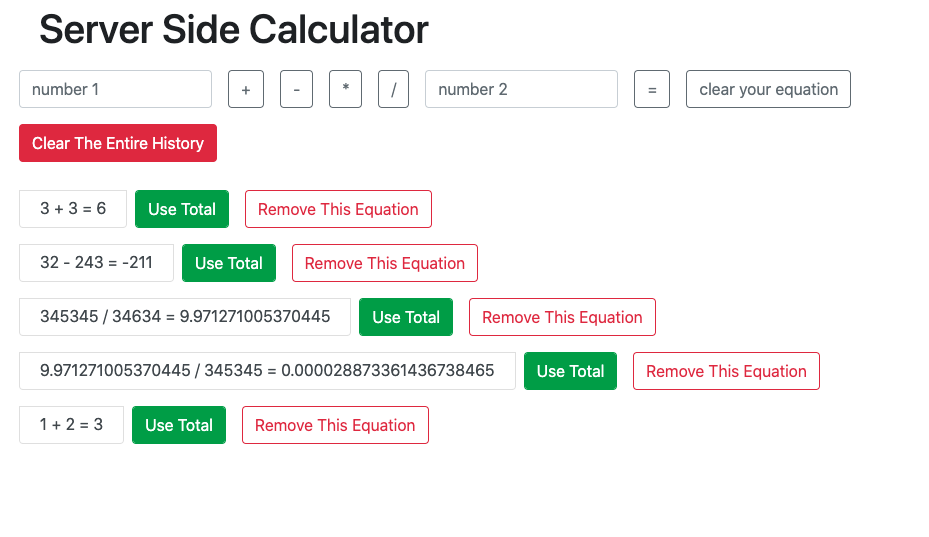 Server Side Calculator
number 1 + - * / number 2 = clear your equation
Clear The Entire History
3 + 3 = 6 Use Total Remove This Equation
32 - 243 = -211 Use Total Remove This Equation
345345 / 34634 = 9.971271005370445 Use Total Remove This Equation
9.971271005370445 / 345345 = 0.000028873361436738465 Use Total Remove This Equation
1 + 2 = 3 Use Total Remove This Equation